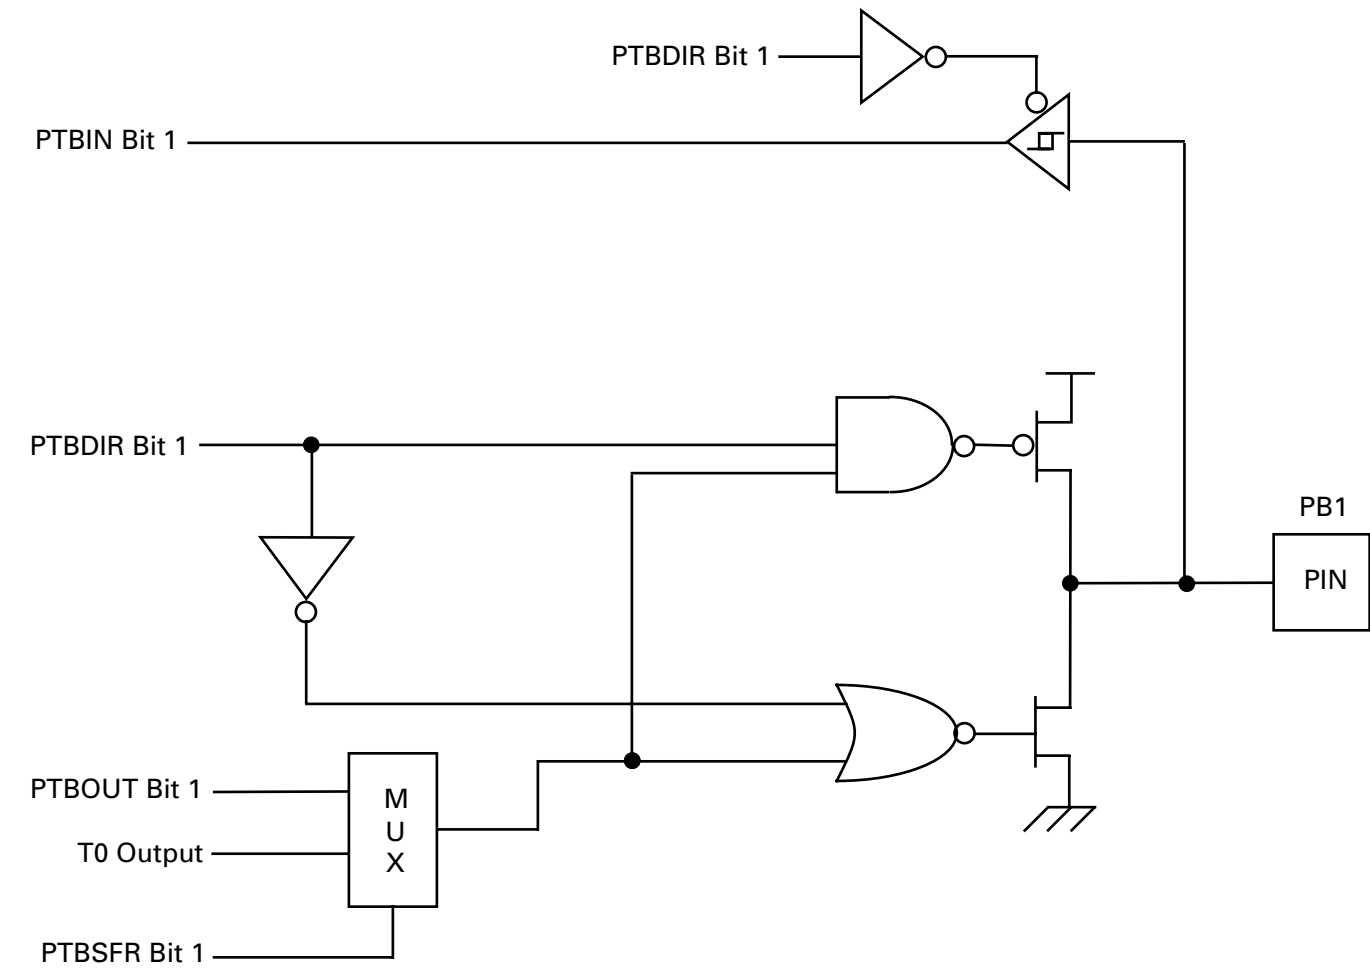 PTBDIR Bit 1
PTBIN Bit 1
PTBDIR Bit 1
PB1
PIN
PTBOUT Bit 1
M
U
X
T0 Output
PTBSFR Bit 1